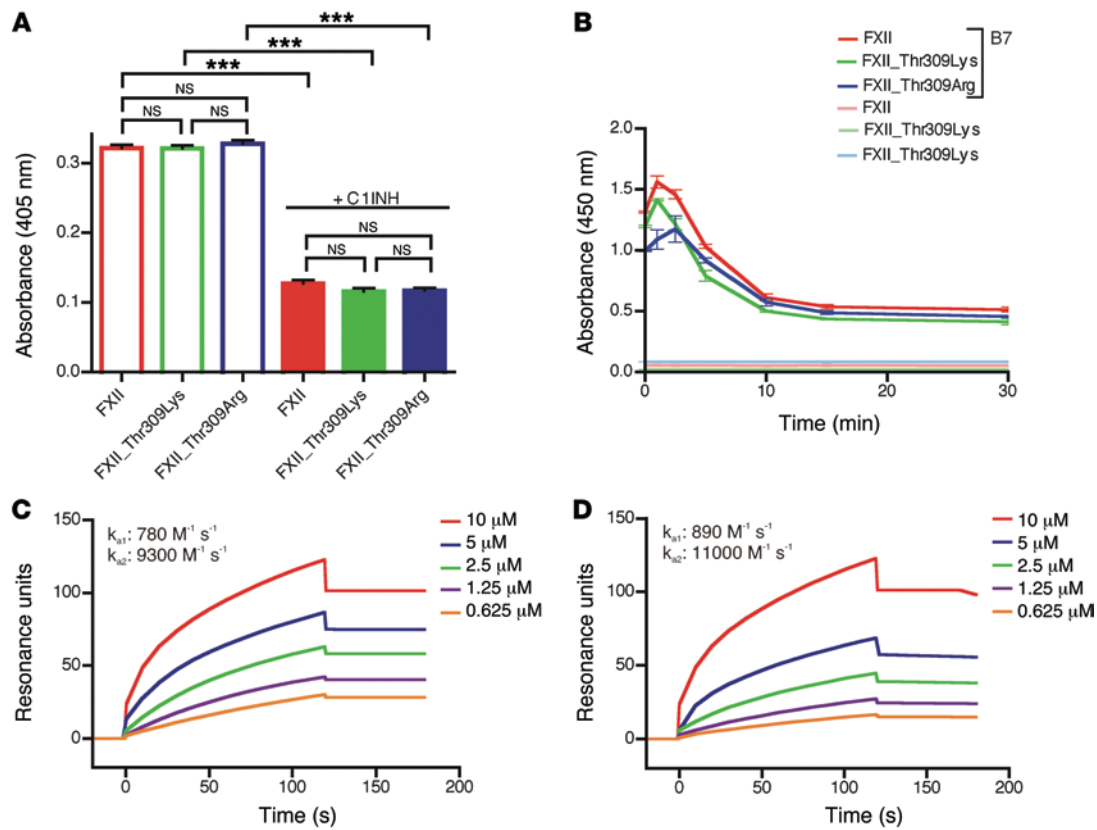 A
***
***
***
NS
NS
NS
+ C1INH
NS
NS
NS
Absorbance (405 nm)
0.3
0.2
0.1
0.0
FXII
FXII_Thr309Lys
FXII_Thr309Arg
FXII
FXII_Thr309Lys
FXII_Thr309Arg
B
FXII
FXII_Thr309Lys
FXII_Thr309Arg
B7
FXII
FXII_Thr309Lys
FXII_Thr309Lys
Absorbance (450 nm)
2.0
1.5
1.0
0.5
0.0
0
10
20
30
Time (min)
C
ka1: 780 M⁻¹ s⁻¹
ka2: 9300 M⁻¹ s⁻¹
10 µM
5 µM
2.5 µM
1.25 µM
0.625 µM
Resonance units
150
100
50
0
0
50
100
150
200
Time (s)
D
ka1: 890 M⁻¹ s⁻¹
ka2: 11000 M⁻¹ s⁻¹
10 µM
5 µM
2.5 µM
1.25 µM
0.625 µM
Resonance units
150
100
50
0
0
50
100
150
200
Time (s)